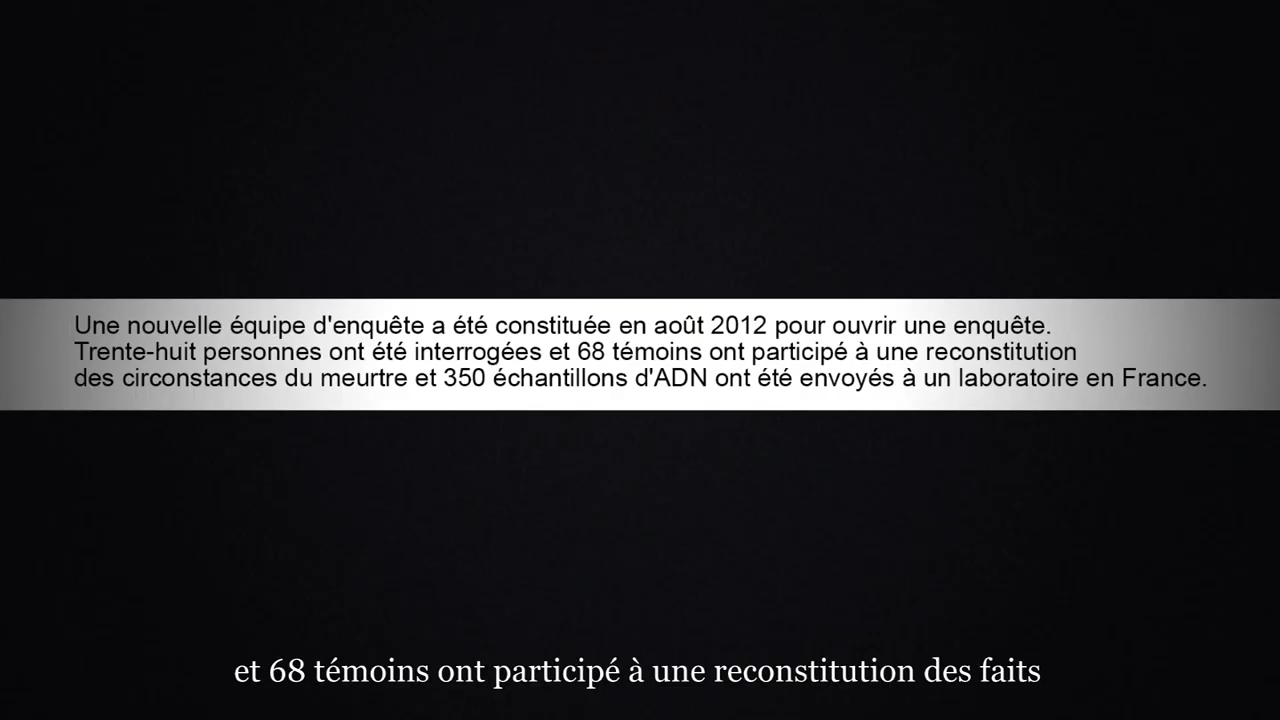 Une nouvelle équipe d'enquête a été constituée en août 2012 pour ouvrir une enquête.
Trente-huit personnes ont été interrogées et 68 témoins ont participé à une reconstitution
des circonstances du meurtre et 350 échantillons d'ADN ont été envoyés à un laboratoire en France.
et 68 témoins ont participé à une reconstitution des faits